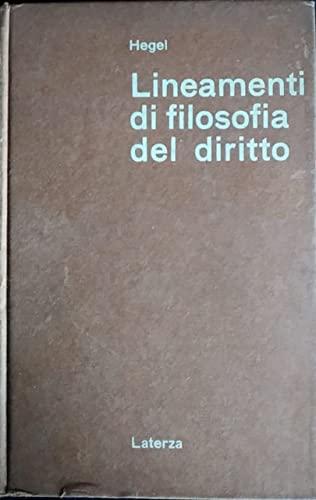 Hegel
Lineamenti
di filosofia
del diritto
Laterza